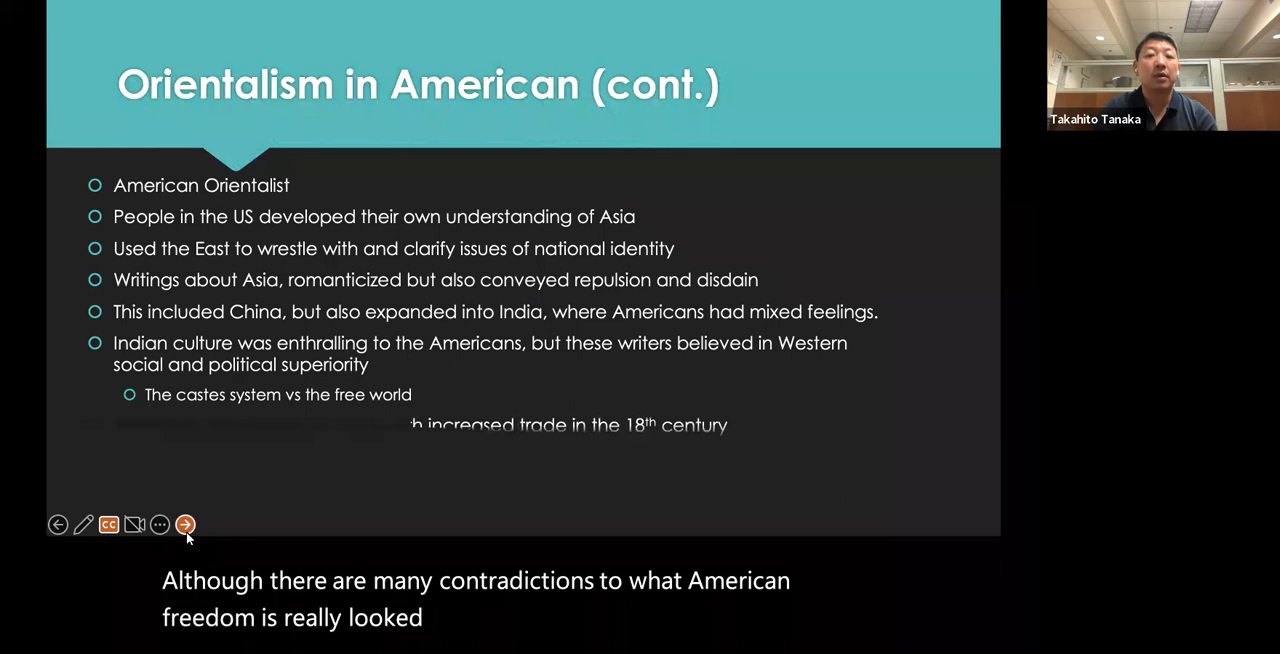 Orientalism in American (cont.)
Takahito Tanaka
American Orientalist
People in the US developed their own understanding of Asia
Used the East to wrestle with and clarify issues of national identity
Writings about Asia, romanticized but also conveyed repulsion and disdain
This included China, but also expanded into India, where Americans had mixed feelings.
Indian culture was enthralling to the Americans, but these writers believed in Western
social and political superiority
The castes system vs the free world
increased trade in the 18th century
CC
Although there are many contradictions to what American
freedom is really looked